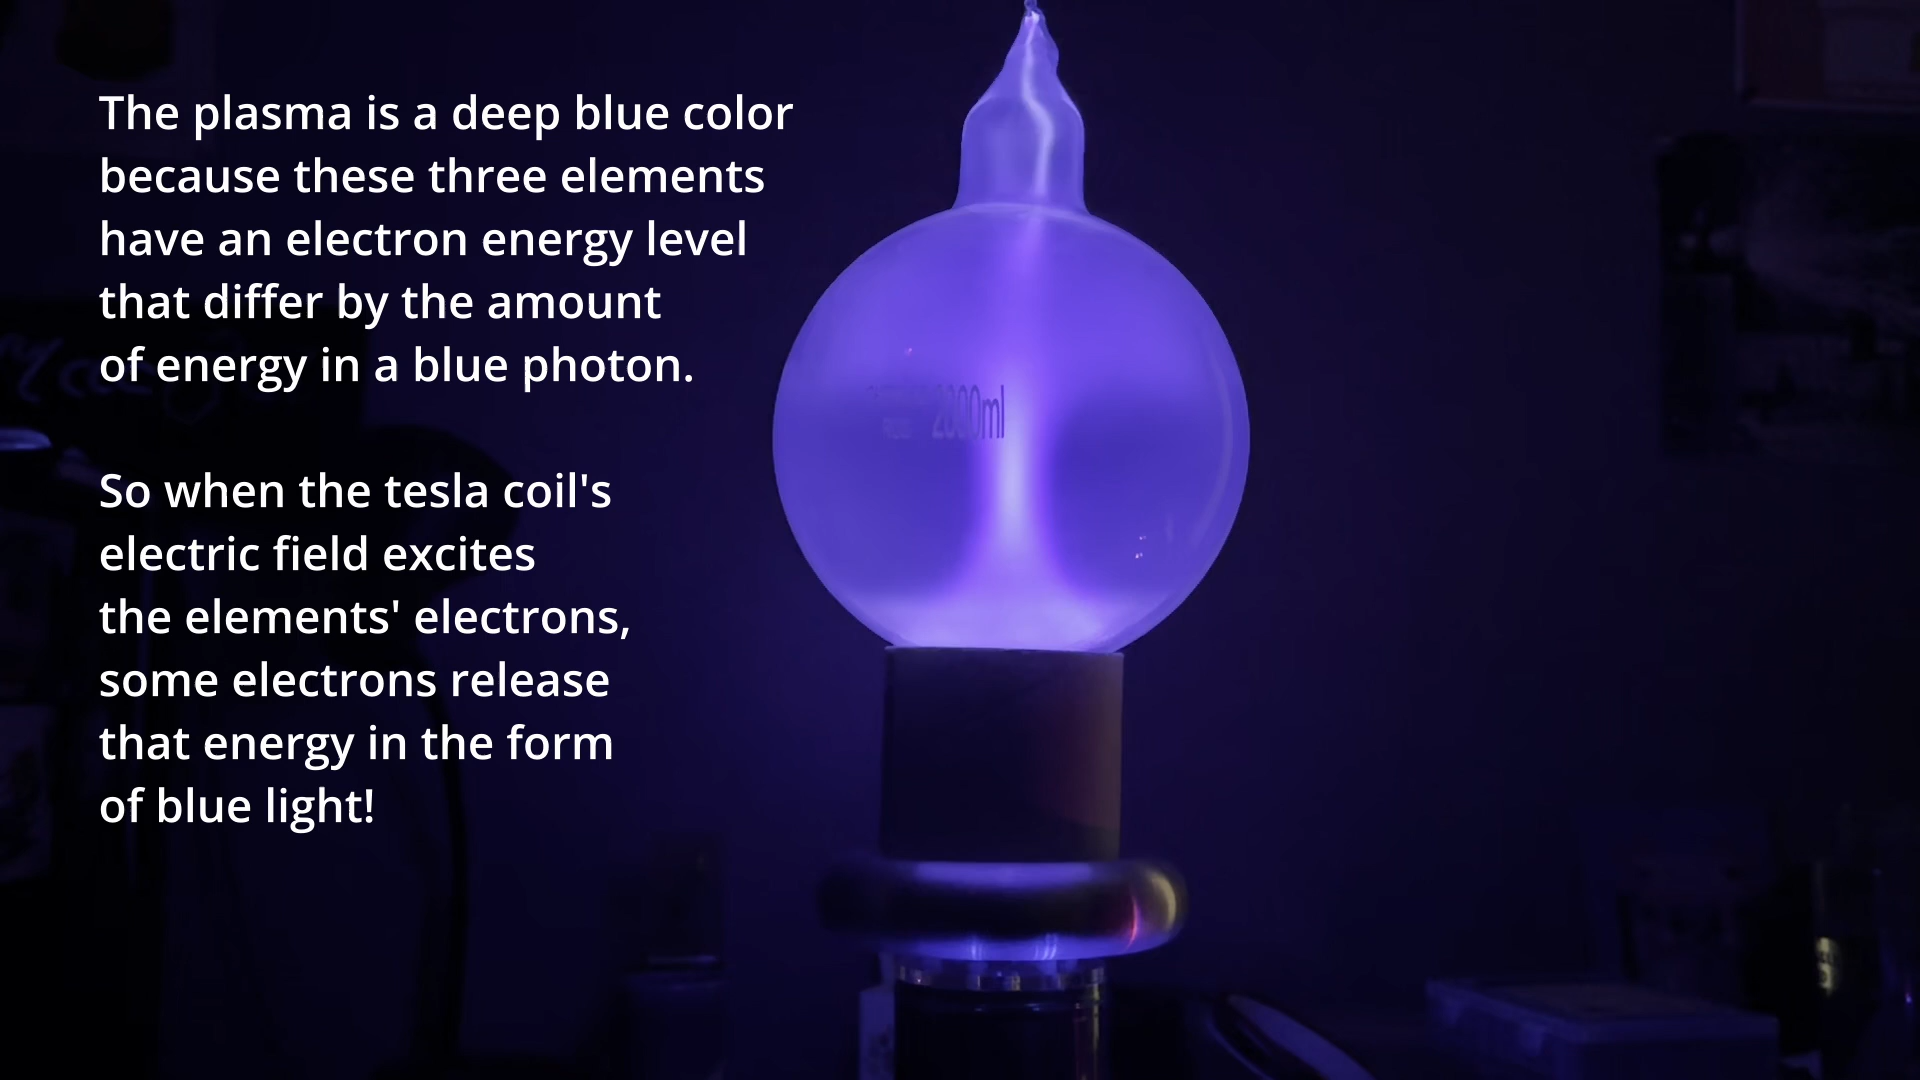 The plasma is a deep blue color
because these three elements
have an electron energy level
that differ by the amount
of energy in a blue photon.
So when the tesla coil's
electric field excites
the elements' electrons,
some electrons release
that energy in the form
of blue light!
2000ml